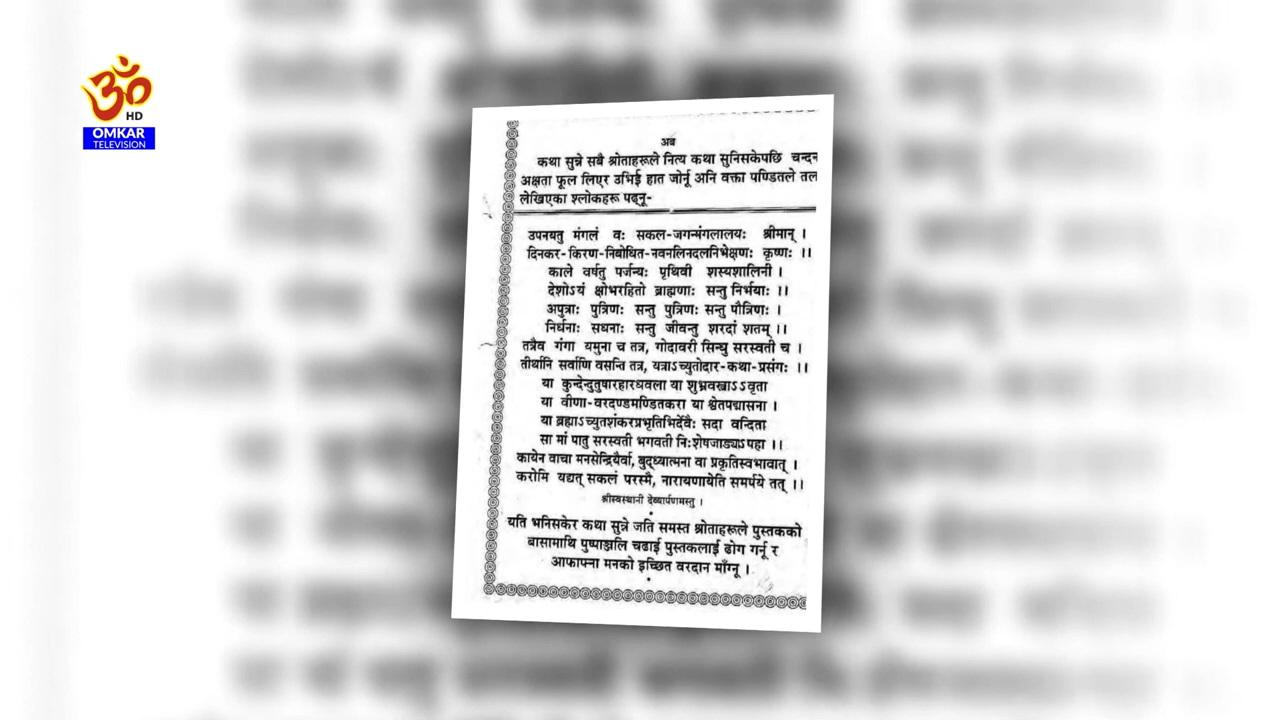 ॐ
HD
OMKAR
TELEVISION
अब
कथा सुन्ने सबै श्रोताहरूले नित्य कथा सुनिसकेपछि चन्दन
अक्षता फूल लिएर उभिई हात जोर्नू अनि वक्ता पण्डितले तल
लेखिएका श्लोकहरू पढ्नू-
उपनयतु मंगलं वः सकल-जगन्मंगलालयः श्रीमान् ।
दिनकर-किरण-निबोधित-नवनलिनदलनिभेक्षणः कृष्णः ।।
काले वर्षतु पर्जन्यः पृथिवी शस्यशालिनी ।
देशोऽयं क्षोभरहितो ब्राह्मणाः सन्तु निर्भयाः ।।
अपुत्राः पुत्रिणः सन्तु पुत्रिणः सन्तु पौत्रिणः ।
निर्धनाः सधनाः सन्तु जीवन्तु शरदां शतम् ।।
तत्रैव गंगा यमुना च तत्र, गोदावरी सिन्धु सरस्वती च ।
तीर्थानि सर्वाणि वसन्ति तत्र, यत्राऽच्युतोदार-कथा-प्रसंगः ।।
या कुन्देन्दुतुषारहारधवला या शुभ्रवस्त्राऽऽवृता
या वीणा-वरदण्डमण्डितकरा या श्वेतपद्मासना ।
या ब्रह्माऽच्युतशंकरप्रभृतिभिर्देवैः सदा वन्दिता
सा मां पातु सरस्वती भगवती निःशेषजाड्याऽपहा ।।
कायेन वाचा मनसेन्द्रियैर्वा, बुद्ध्यात्मना वा प्रकृतिस्वभावात् ।
करोमि यद्यत् सकलं परस्मै, नारायणायेति समर्पये तत् ।।
श्रीस्वस्थानी देव्यार्पणमस्तु ।
यति भनिसकेर कथा सुन्ने जति समस्त श्रोताहरूले पुस्तकको
बासामाथि पुष्पाञ्जलि चढाई पुस्तकलाई ढोग गर्नू र
आफाफ्ना मनको इच्छित वरदान माँग्नू ।